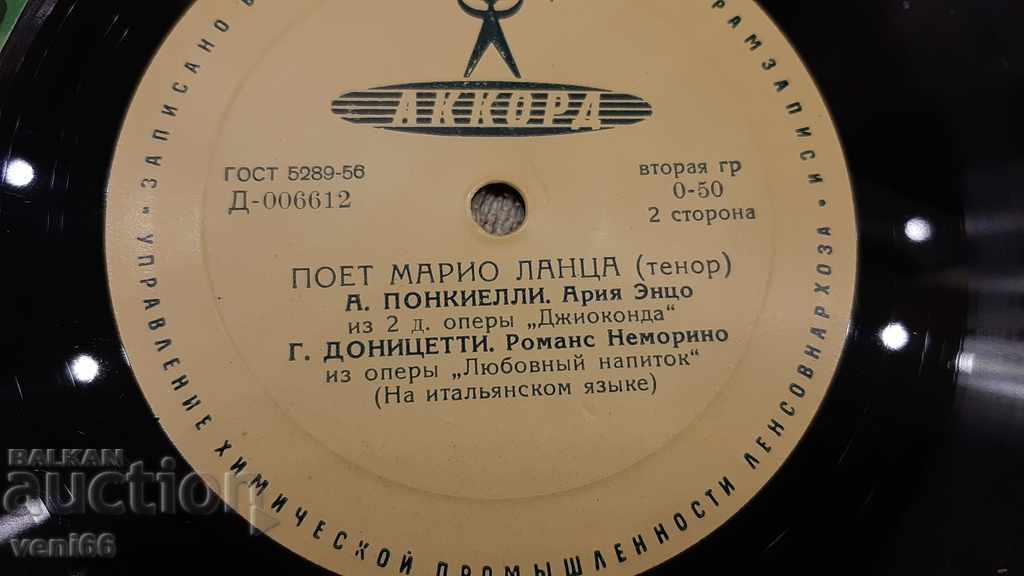 АККОРД
ГОСТ 5289-56
Д-006612
вторая гр
0-50
2 сторона
ПОЕТ МАРИО ЛАНЦА (тенор)
А. ПОНКИЕЛЛИ. Ария Энцо
из 2 д. оперы „Джиоконда“
Г. ДОНИЦЕТТИ. Романс Неморино
из оперы „Любовный напиток“
(На итальянском языке)
УПРАВЛЕНИЕ ХИМИЧЕСКОЙ ПРОМЫШЛЕННОСТИ ЛЕНСОВНАРХОЗА •
ЗАПИСАНО
РАМЗАПИСИ •
BALKAN
auction
veni66